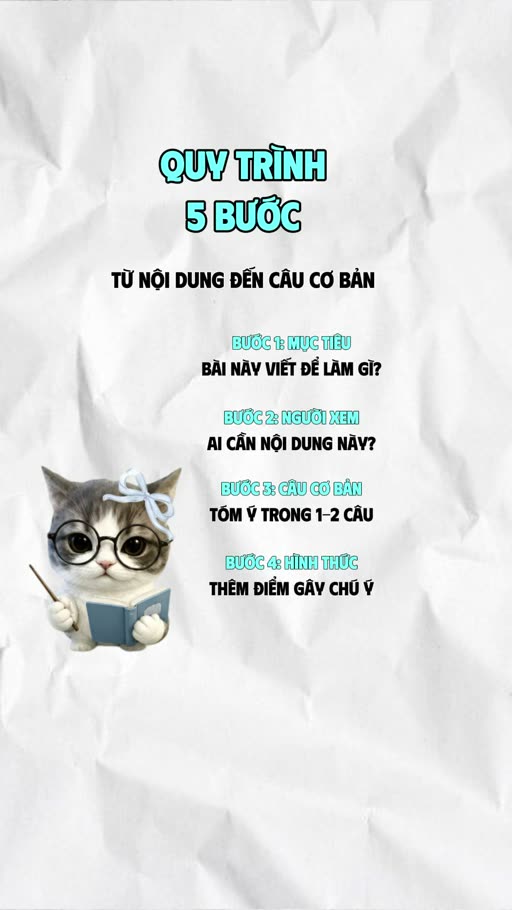 QUY TRÌNH
5 BƯỚC
TỪ NỘI DUNG ĐẾN CÂU CƠ BẢN
BƯỚC 1: MỤC TIÊU
BÀI NÀY VIẾT ĐỂ LÀM GÌ?
BƯỚC 2: NGƯỜI XEM
AI CẦN NỘI DUNG NÀY?
BƯỚC 3: CÂU CƠ BẢN
TÓM Ý TRONG 1-2 CÂU
BƯỚC 4: HÌNH THỨC
THÊM ĐIỂM GÂY CHÚ Ý